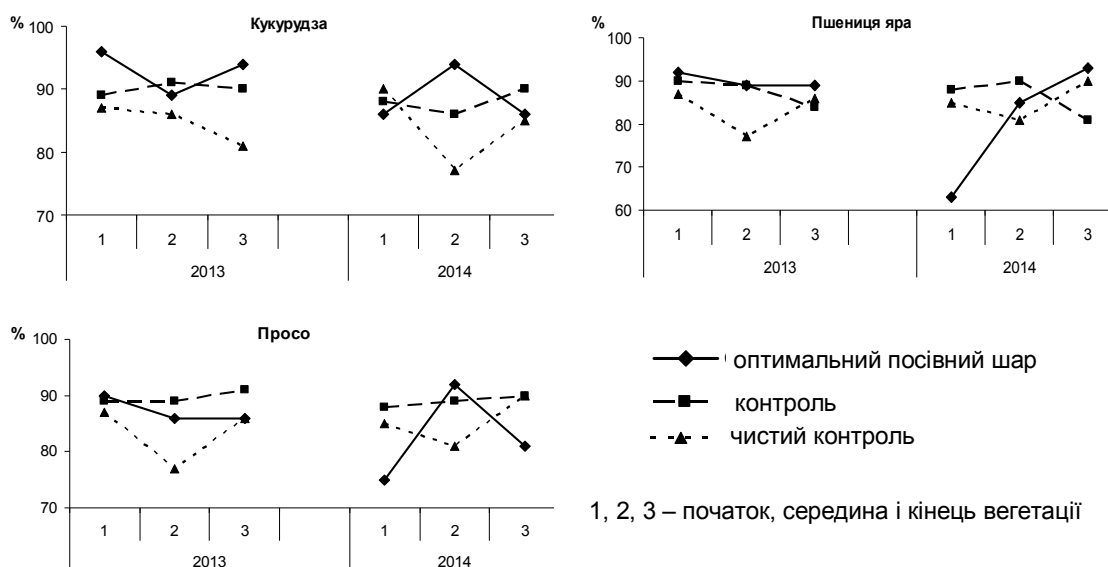 %
Кукурудза
100
90
80
70
1 2 3 1 2 3
2013 2014
%
Пшениця яра
100
90
80
70
60
1 2 3 1 2 3
2013 2014
%
Просо
100
90
80
70
1 2 3 1 2 3
2013 2014
оптимальний посівний шар
контроль
чистий контроль
1, 2, 3 – початок, середина і кінець вегетації